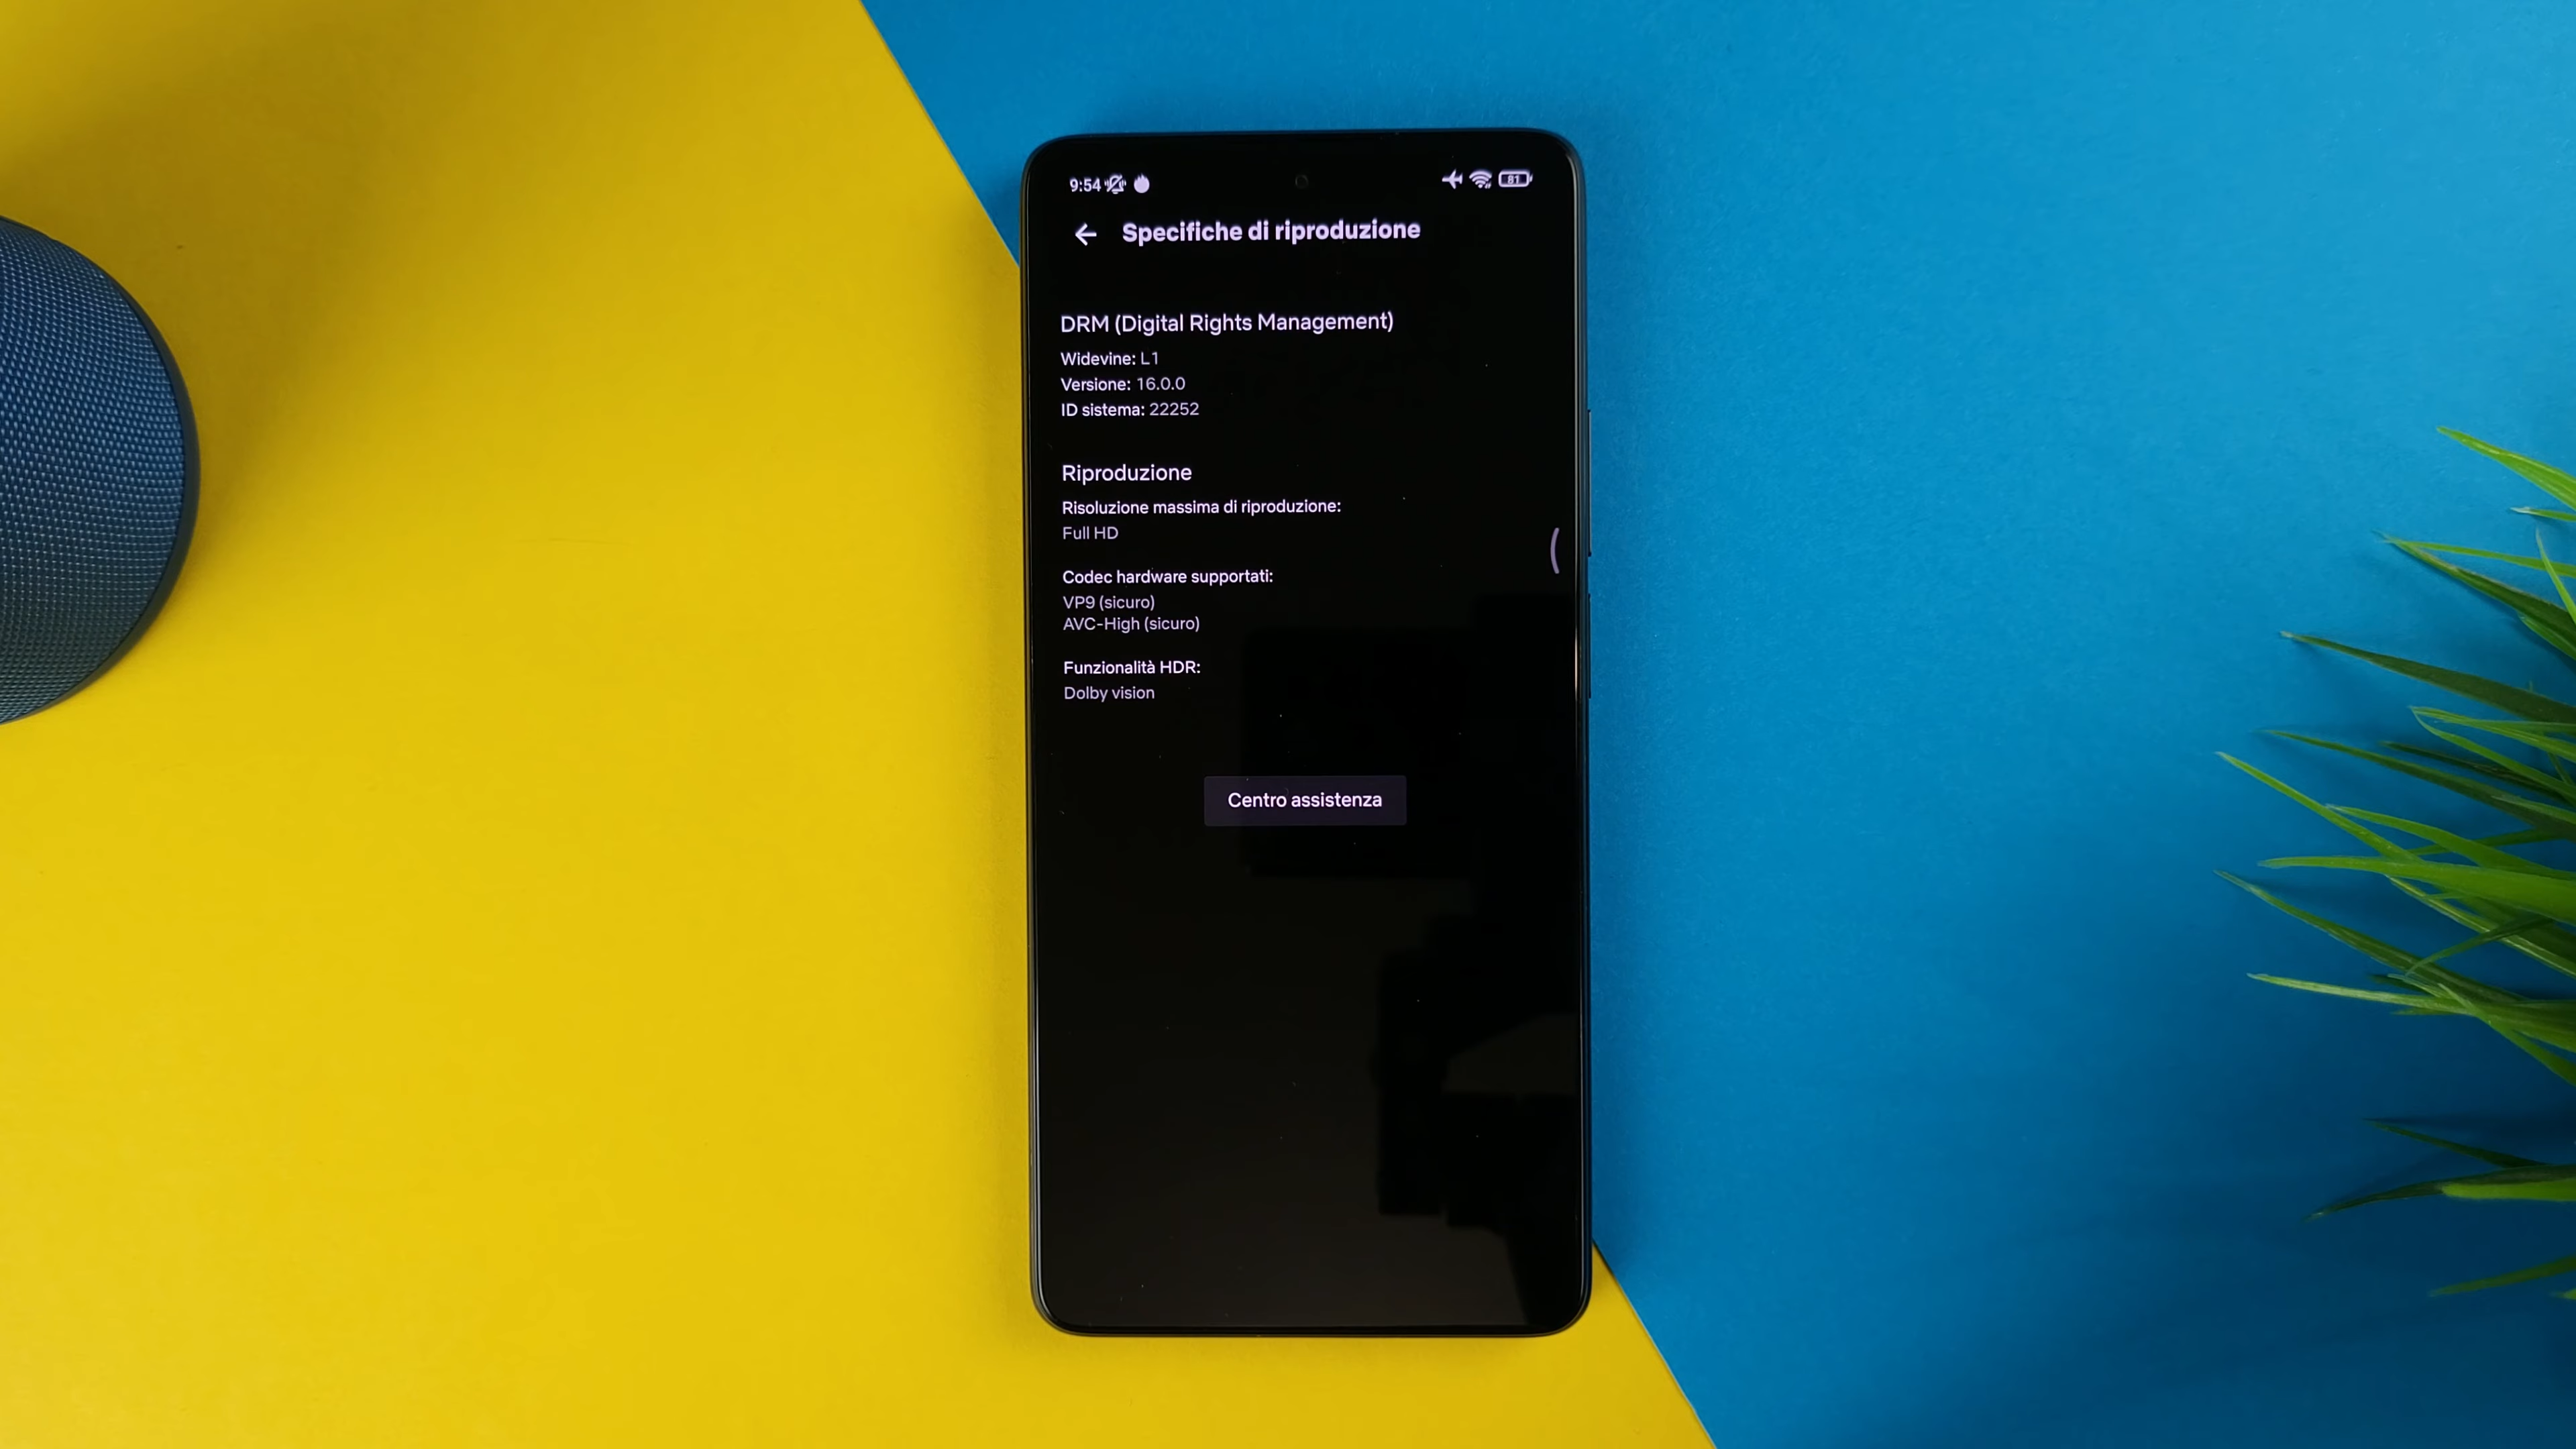 9:54
81
Specifiche di riproduzione
DRM (Digital Rights Management)
Widevine: L1
Versione: 16.0.0
ID sistema: 22252
Riproduzione
Risoluzione massima di riproduzione:
Full HD
Codec hardware supportati:
VP9 (sicuro)
AVC-High (sicuro)
Funzionalità HDR:
Dolby vision
Centro assistenza